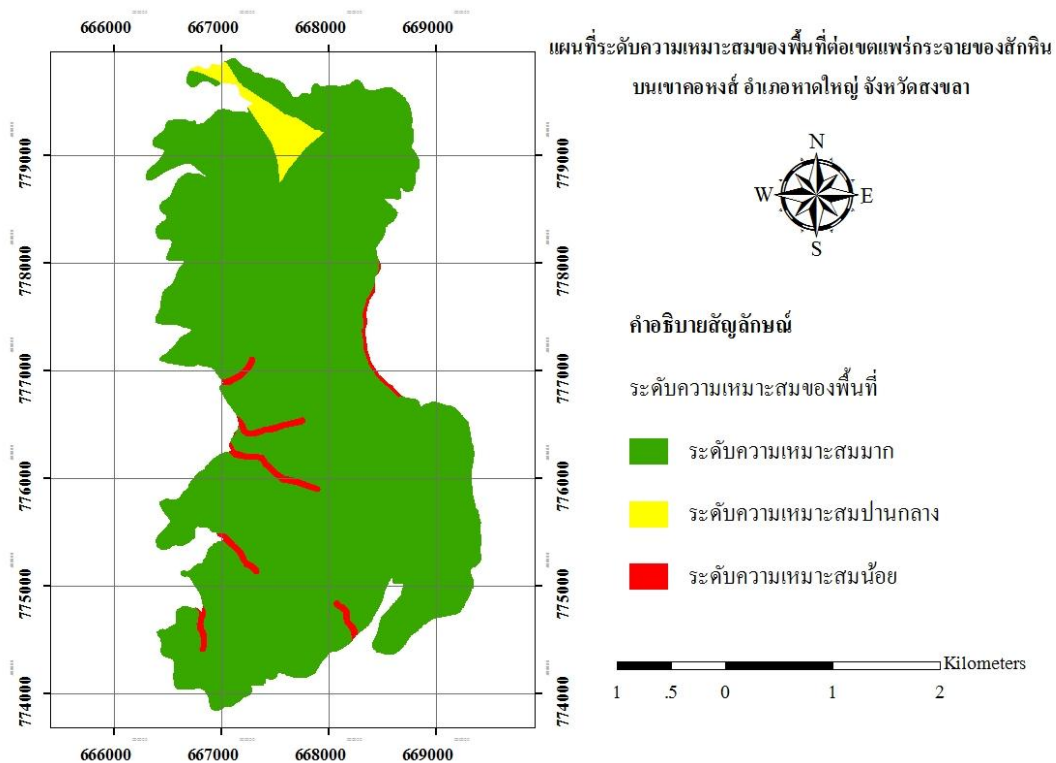 666000 667000 668000 669000
แผนที่ระดับความเหมาะสมของพื้นที่ต่อเขตแพร่กระจายของสักหิน
บนเขาคอหงส์ อำเภอหาดใหญ่ จังหวัดสงขลา
N
W E
S
779000 779000
778000 778000
777000 777000
776000 776000
775000 775000
774000 774000
คำอธิบายสัญลักษณ์
ระดับความเหมาะสมของพื้นที่
ระดับความเหมาะสมมาก
ระดับความเหมาะสมปานกลาง
ระดับความเหมาะสมน้อย
Kilometers
1 .5 0 1 2
666000 667000 668000 669000